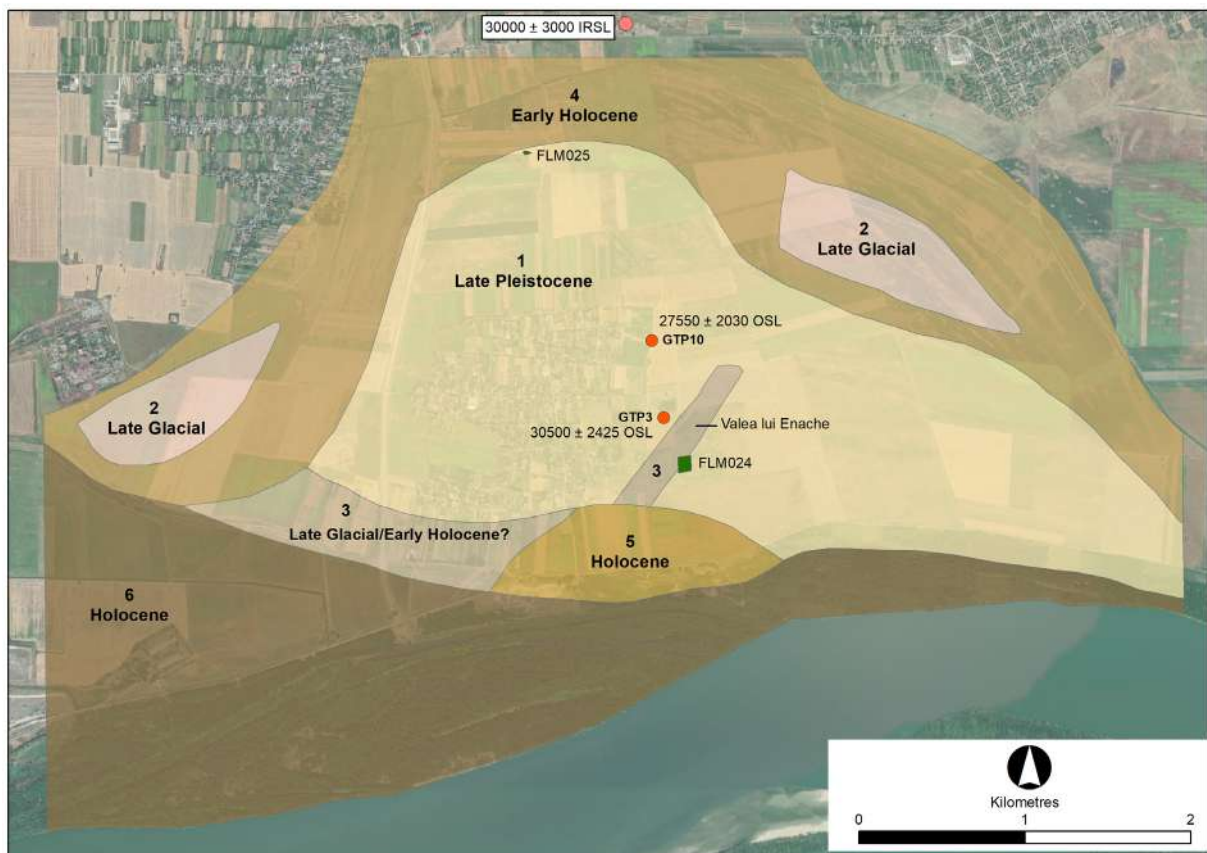 30000 ± 3000 IRSL
4
Early Holocene
FLM025
2
Late Glacial
1
Late Pleistocene
27550 ± 2030 OSL
GTP10
2
Late Glacial
GTP3
30500 ± 2425 OSL
Valea lui Enache
3
FLM024
3
Late Glacial/Early Holocene?
5
Holocene
6
Holocene
Kilometres
0 1 2